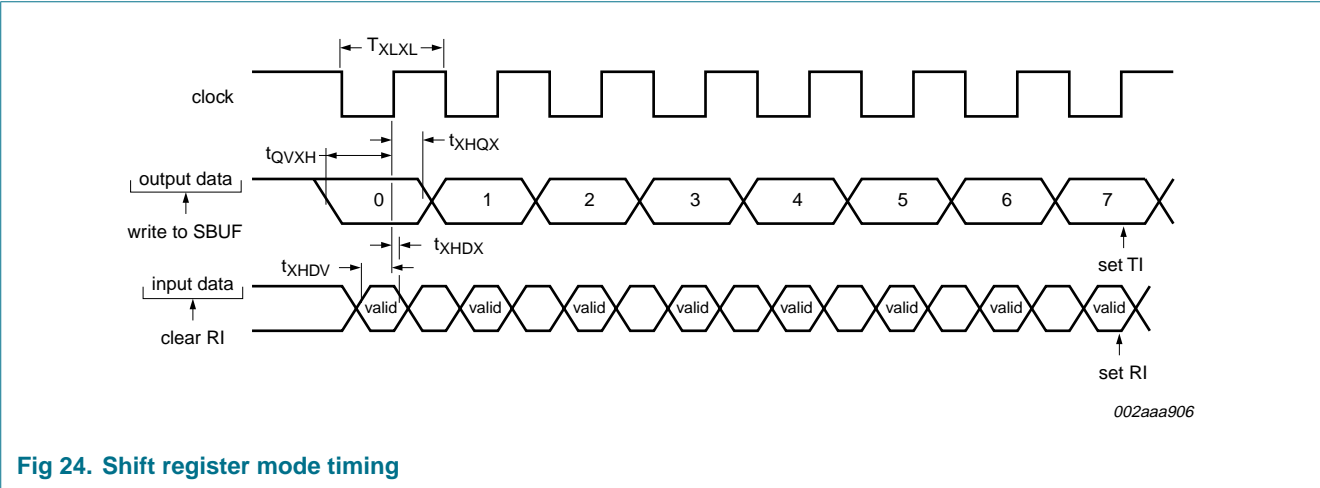 TXLXL
clock
tXHQX
tQVXH
output data
0 1 2 3 4 5 6 7
write to SBUF
tXHDX
set TI
tXHDV
input data
valid valid valid valid valid valid valid valid
clear RI
set RI
002aaa906
Fig 24. Shift register mode timing